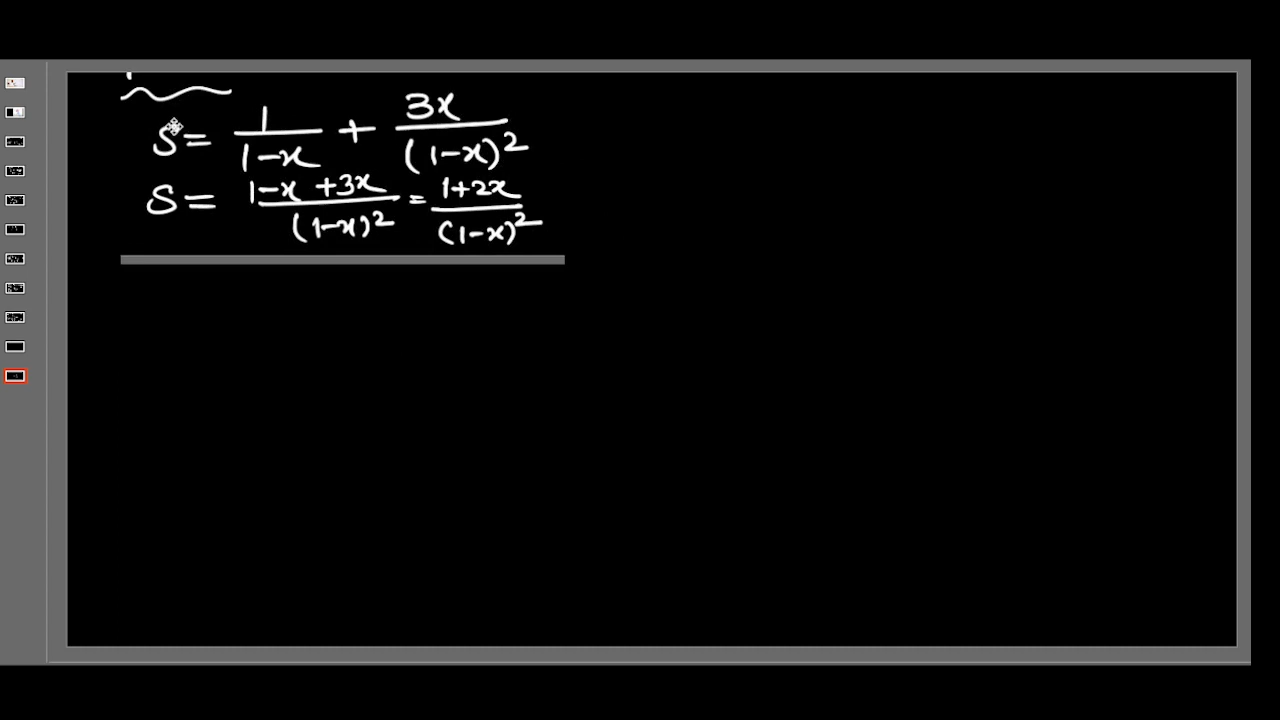 S = 1/(1-x) + 3x/(1-x)²
S = (1-x+3x)/(1-x)² = (1+2x)/(1-x)²